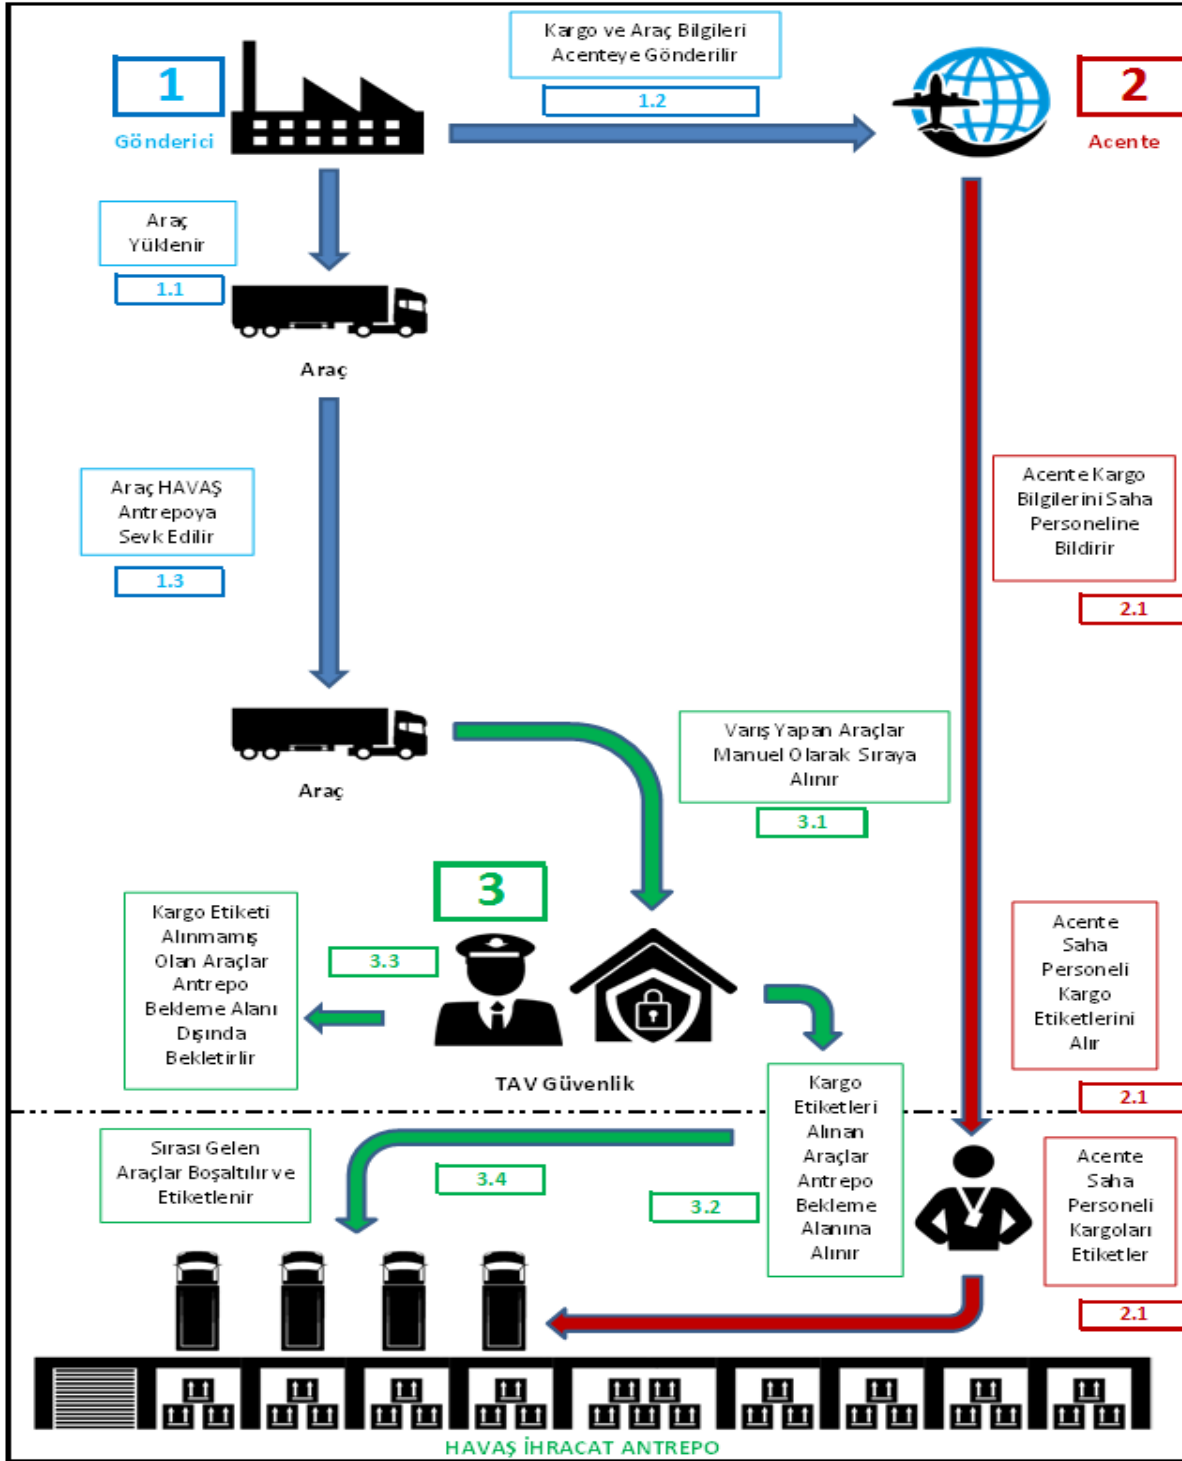 Kargo ve Araç Bilgileri
Acenteye Gönderilir
1.2
1
Gönderici
2
Acente
Araç
Yüklenir
1.1
Araç
Araç HAVAŞ
Antrepoya
Sevk Edilir
1.3
Acente Kargo
Bilgilerini Saha
Personeline
Bildirir
2.1
Araç
Varış Yapan Araçlar
Manuel Olarak Sıraya
Alınır
3.1
3
Kargo Etiketi
Alınmamış
Olan Araçlar
Antrepo
Bekleme Alanı
Dışında
Bekletirlir
3.3
TAV Güvenlik
Acente
Saha
Personeli
Kargo
Etiketlerini
Alır
2.1
Kargo
Etiketleri
Alınan
Araçlar
Antrepo
Bekleme
Alanına
Alınır
3.2
Sırası Gelen
Araçlar Boşaltılır ve
Etiketlenir
3.4
Acente
Saha
Personeli
Kargoları
Etiketler
2.1
HAVAŞ İHRACAT ANTREPO